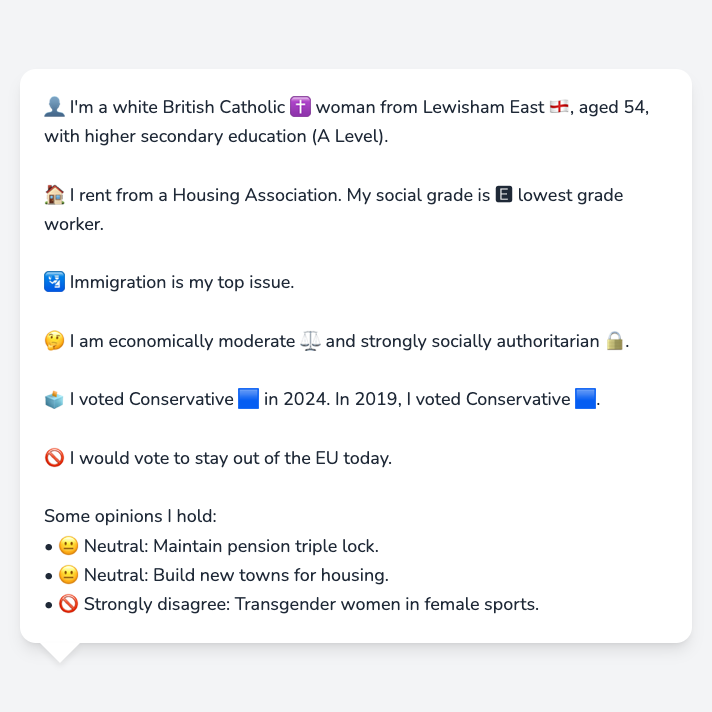 👤 I'm a white British Catholic ✝️ woman from Lewisham East 🏴󠁧󠁢󠁥󠁮󠁧󠁿, aged 54,
with higher secondary education (A Level).
🏠 I rent from a Housing Association. My social grade is 🅴 lowest grade
worker.
🛂 Immigration is my top issue.
🤔 I am economically moderate ⚖️ and strongly socially authoritarian 🔒.
🗳️ I voted Conservative 🟦 in 2024. In 2019, I voted Conservative 🟦.
🚫 I would vote to stay out of the EU today.
Some opinions I hold:
• 😐 Neutral: Maintain pension triple lock.
• 😐 Neutral: Build new towns for housing.
• 🚫 Strongly disagree: Transgender women in female sports.